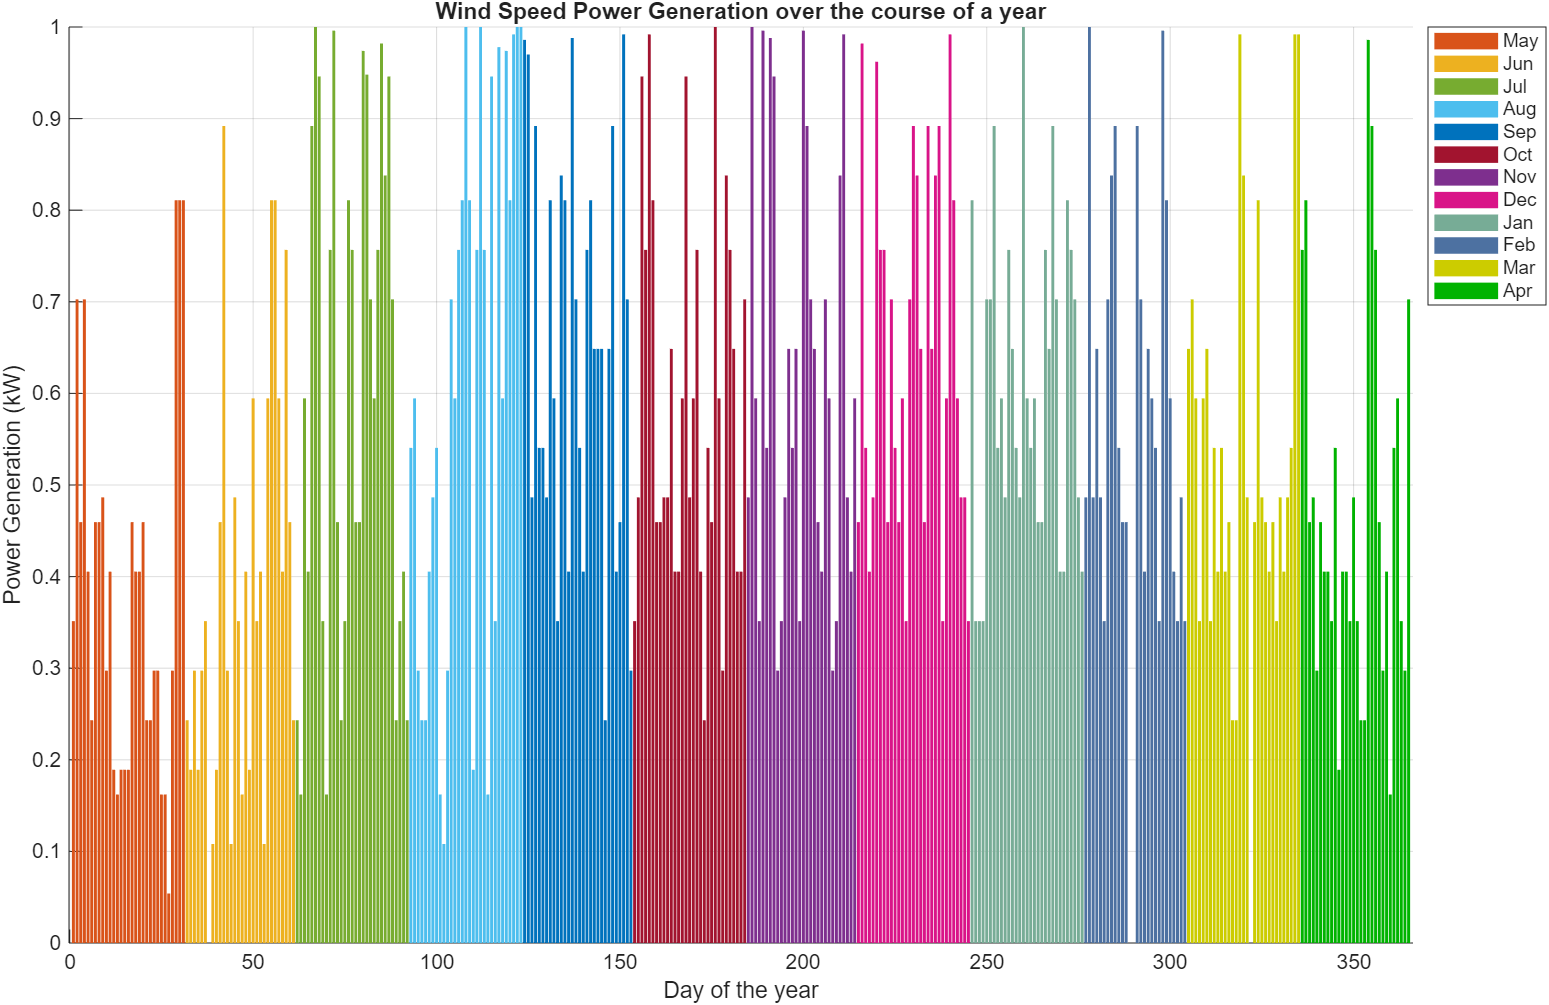 Wind Speed Power Generation over the course of a year
1
0.9
0.8
0.7
0.6
0.5
0.4
0.3
0.2
0.1
0
Power Generation (kW)
0 50 100 150 200 250 300 350
Day of the year
May
Jun
Jul
Aug
Sep
Oct
Nov
Dec
Jan
Feb
Mar
Apr